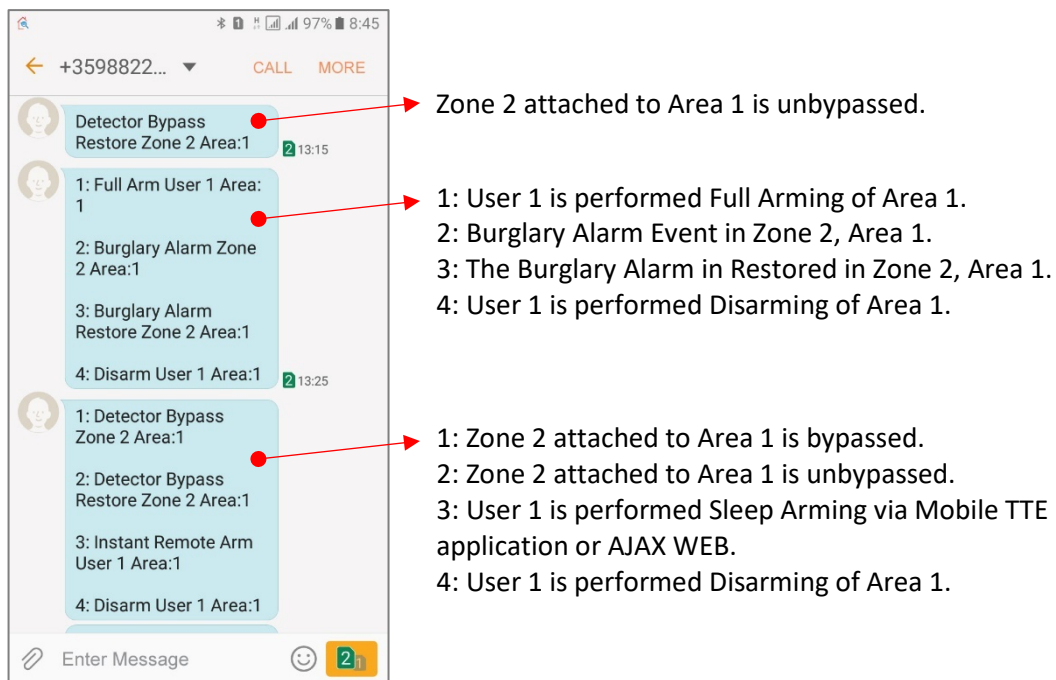 97% 8:45
+3598822... CALL MORE
Detector Bypass
Restore Zone 2 Area:1
2 13:15
1: Full Arm User 1 Area:
1
2: Burglary Alarm Zone
2 Area:1
3: Burglary Alarm
Restore Zone 2 Area:1
4: Disarm User 1 Area:1
2 13:25
1: Detector Bypass
Zone 2 Area:1
2: Detector Bypass
Restore Zone 2 Area:1
3: Instant Remote Arm
User 1 Area:1
4: Disarm User 1 Area:1
Enter Message
2 1
Zone 2 attached to Area 1 is unbypassed.
1: User 1 is performed Full Arming of Area 1.
2: Burglary Alarm Event in Zone 2, Area 1.
3: The Burglary Alarm in Restored in Zone 2, Area 1.
4: User 1 is performed Disarming of Area 1.
1: Zone 2 attached to Area 1 is bypassed.
2: Zone 2 attached to Area 1 is unbypassed.
3: User 1 is performed Sleep Arming via Mobile TTE
application or AJAX WEB.
4: User 1 is performed Disarming of Area 1.